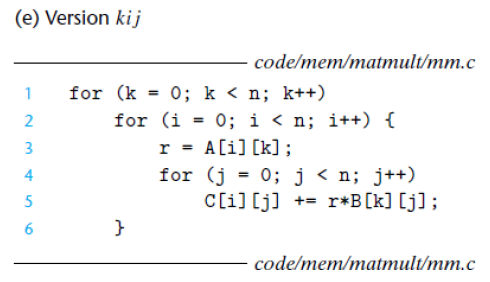 (e) Version kij
code/mem/matmult/mm.c
1 for (k = 0; k < n; k++)
2 for (i = 0; i < n; i++) {
3 r = A[i][k];
4 for (j = 0; j < n; j++)
5 C[i][j] += r*B[k][j];
6 }
code/mem/matmult/mm.c